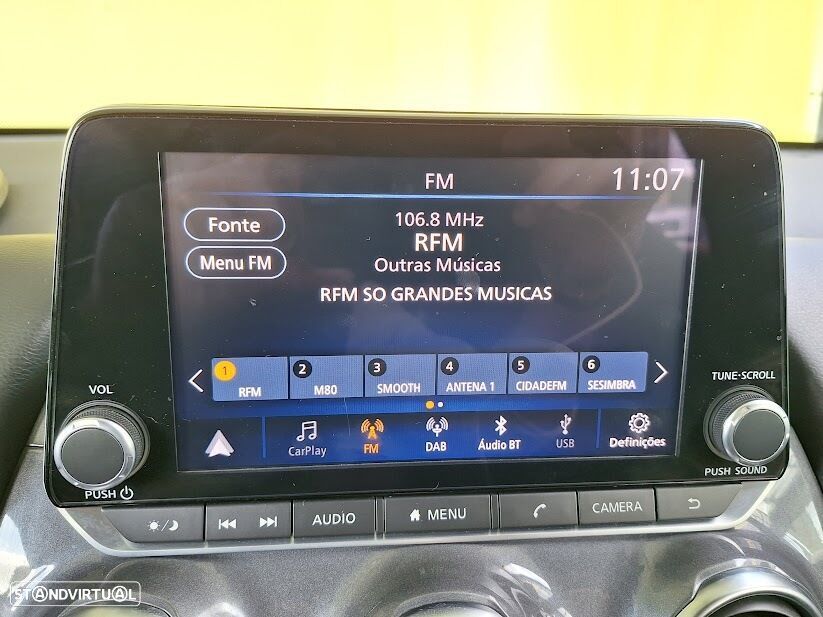 FM
11:07
Fonte
Menu FM
106.8 MHz
RFM
Outras Músicas
RFM SO GRANDES MUSICAS
1
RFM
2
M80
3
SMOOTH
4
ANTENA 1
5
CIDADEFM
6
SESIMBRA
CarPlay
FM
DAB
Áudio BT
USB
Definições
VOL
PUSH
TUNE·SCROLL
PUSH SOUND
AUDIO
MENU
CAMERA
STANDVIRTUAL